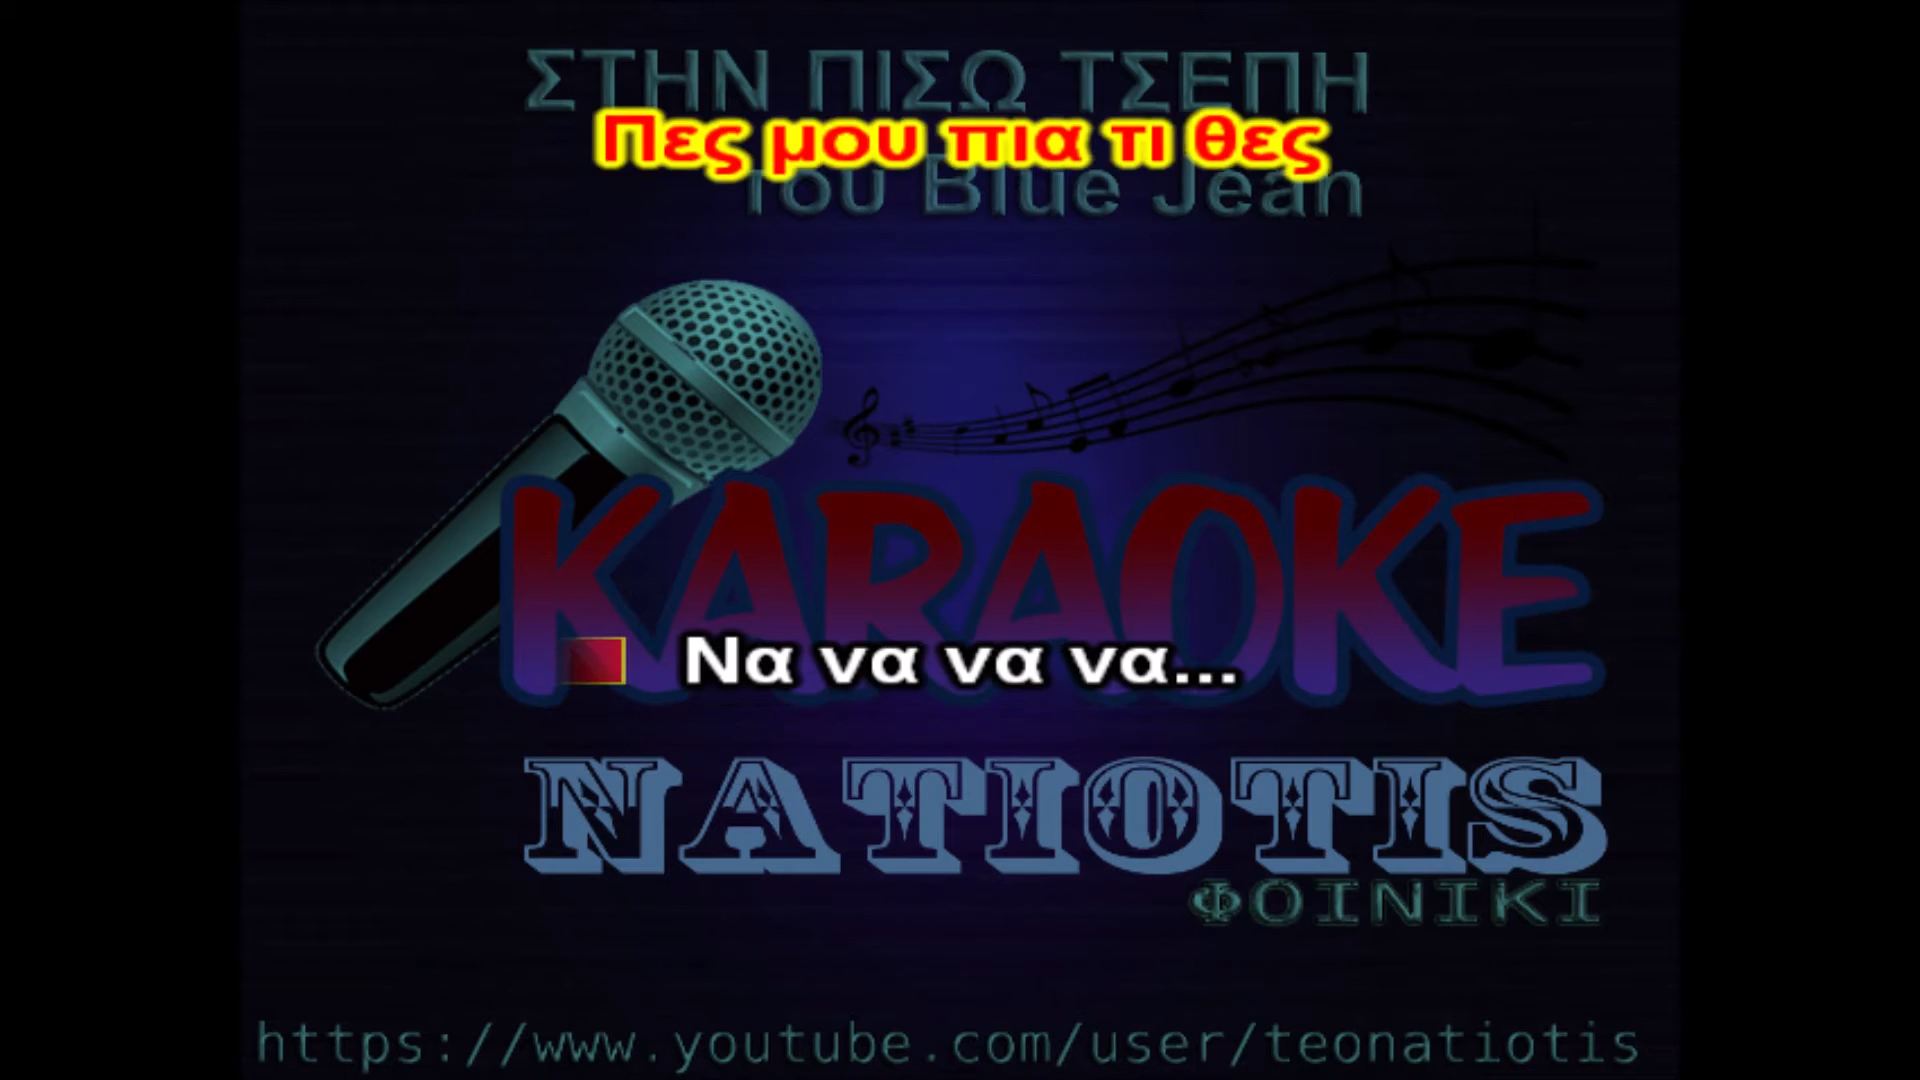 ΣΤΗΝ ΠΙΣΩ ΤΣΕΠΗ
Πες μου πια τι θες
του Blue Jean
KARAOKE
Να να να να...
NATIOTIS
ΦΟΙΝΙΚΙ
https://www.youtube.com/user/teonatiotis